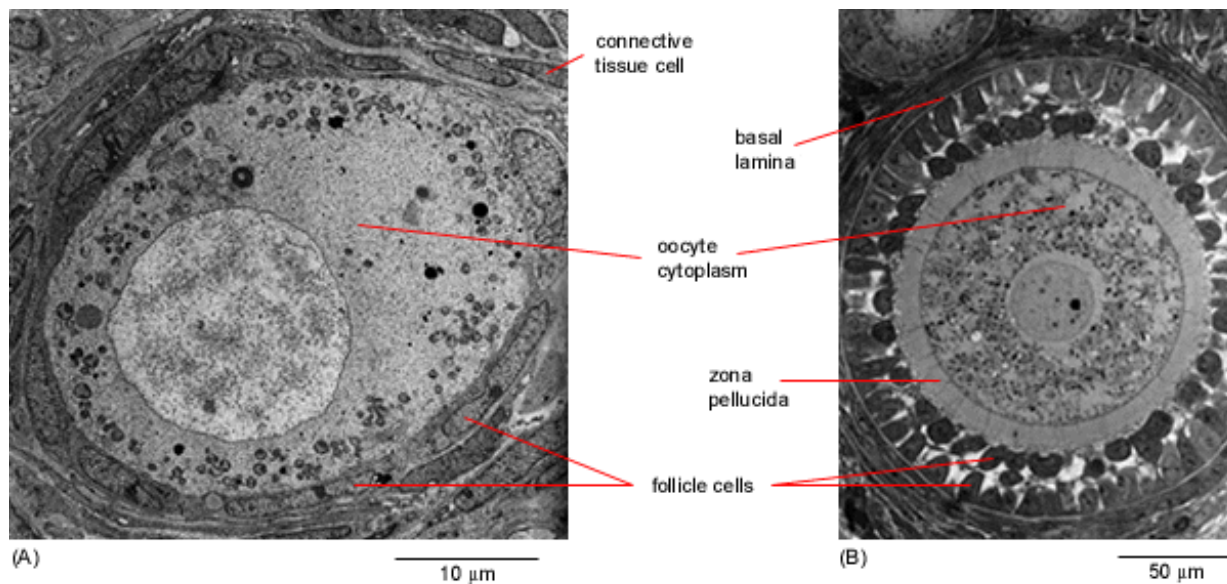 connective
tissue cell
basal
lamina
oocyte
cytoplasm
zona
pellucida
follicle cells
(A)
10 μm
(B)
50 μm